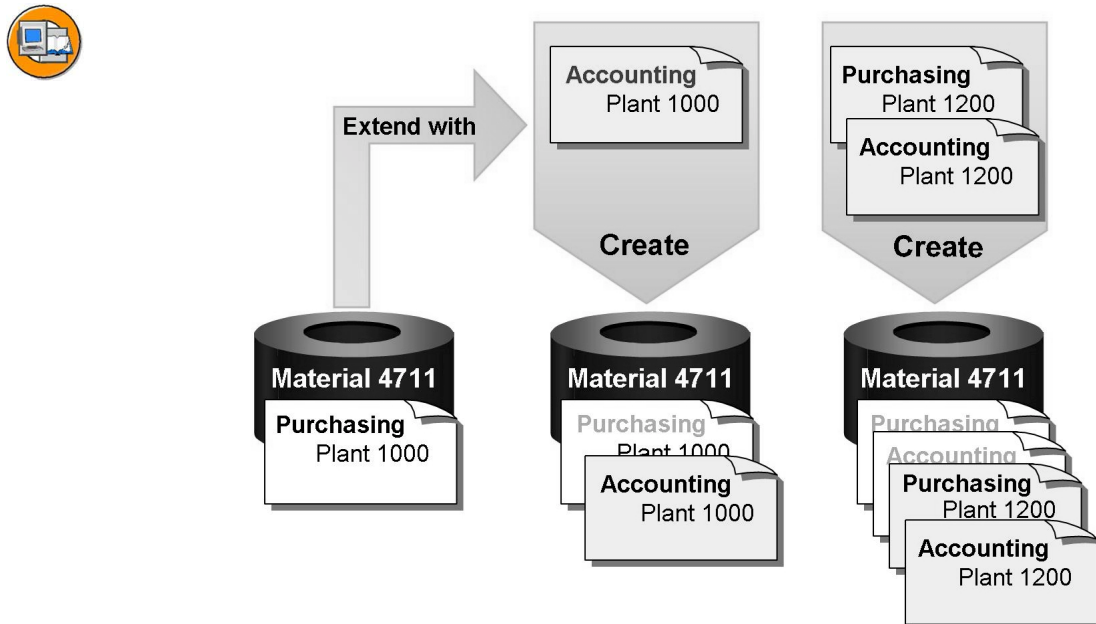 Extend with
Accounting
Plant 1000
Create
Purchasing
Plant 1200
Accounting
Plant 1200
Create
Material 4711
Purchasing
Plant 1000
Material 4711
Purchasing
Plant 1000
Accounting
Plant 1000
Material 4711
Purchasing
Accounting
Purchasing
Plant 1200
Accounting
Plant 1200